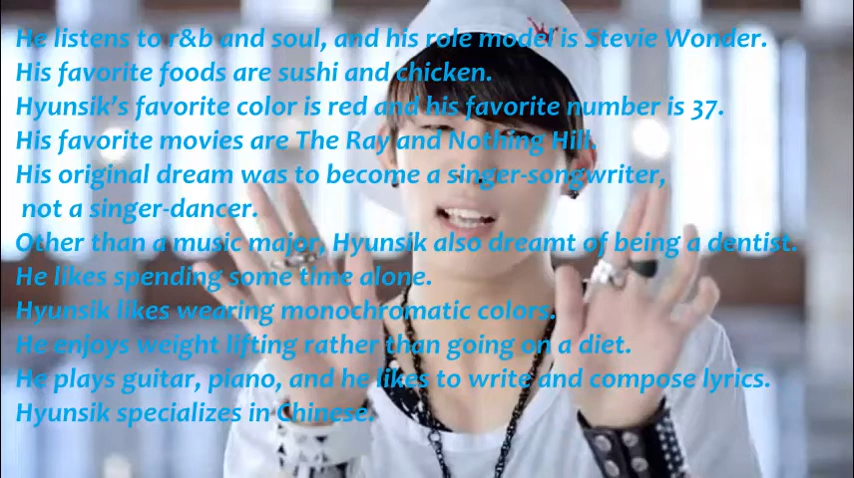 He listens to r&b and soul, and his role model is Stevie Wonder.
His favorite foods are sushi and chicken.
Hyunsik's favorite color is red and his favorite number is 37.
His favorite movies are The Ray and Nothing Hill.
His original dream was to become a singer-songwriter,
not a singer-dancer.
Other than a music major, Hyunsik also dreamt of being a dentist.
He likes spending some time alone.
Hyunsik likes wearing monochromatic colors.
He enjoys weight lifting rather than going on a diet.
He plays guitar, piano, and he likes to write and compose lyrics.
Hyunsik specializes in Chinese.